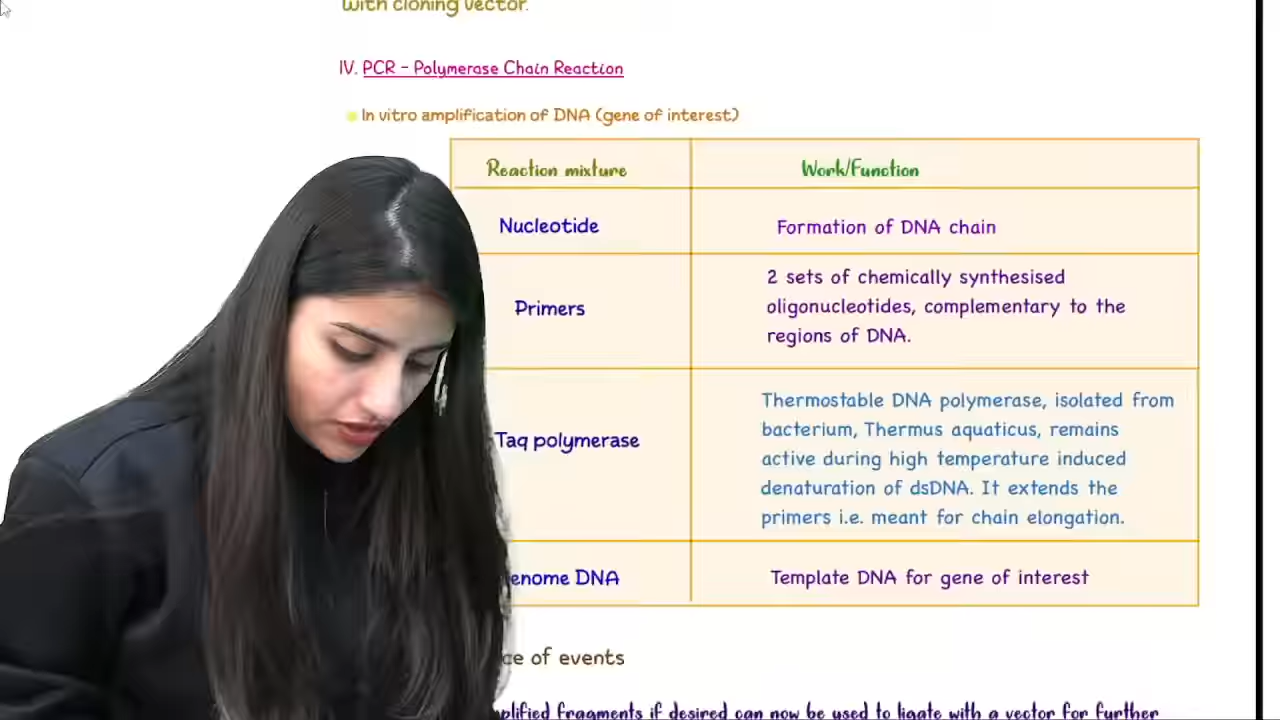 with cloning vector.
IV. PCR - Polymerase Chain Reaction
In vitro amplification of DNA (gene of interest)
Reaction mixture
Work/Function
Nucleotide
Formation of DNA chain
Primers
2 sets of chemically synthesised
oligonucleotides, complementary to the
regions of DNA.
Taq polymerase
Thermostable DNA polymerase, isolated from
bacterium, Thermus aquaticus, remains
active during high temperature induced
denaturation of dsDNA. It extends the
primers i.e. meant for chain elongation.
enome DNA
Template DNA for gene of interest
ce of events
plified fragments if desired can now be used to ligate with a vector for further